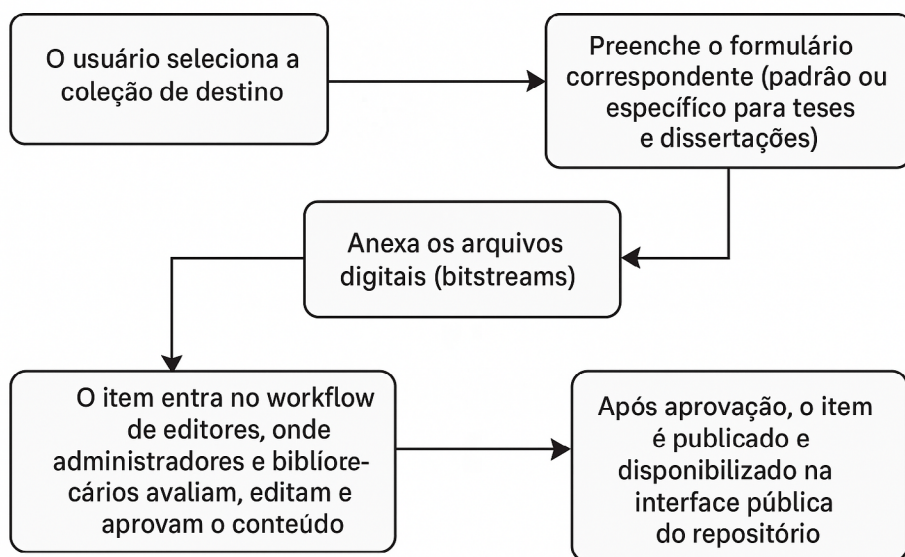 O usuário seleciona a
coleção de destino
Preenche o formulário
correspondente (padrâo ou
específíco para teses
e dissertações)
Anexa os arquivos
digitais (bitstreams)
O item entra no workflow
de editores, onde
administradores e biblíore-
cários avaliam, editam e
aprovam o conteúdo
Após aprovação, o item
é publicado e
disponibilizado na
interface pública
do repositório